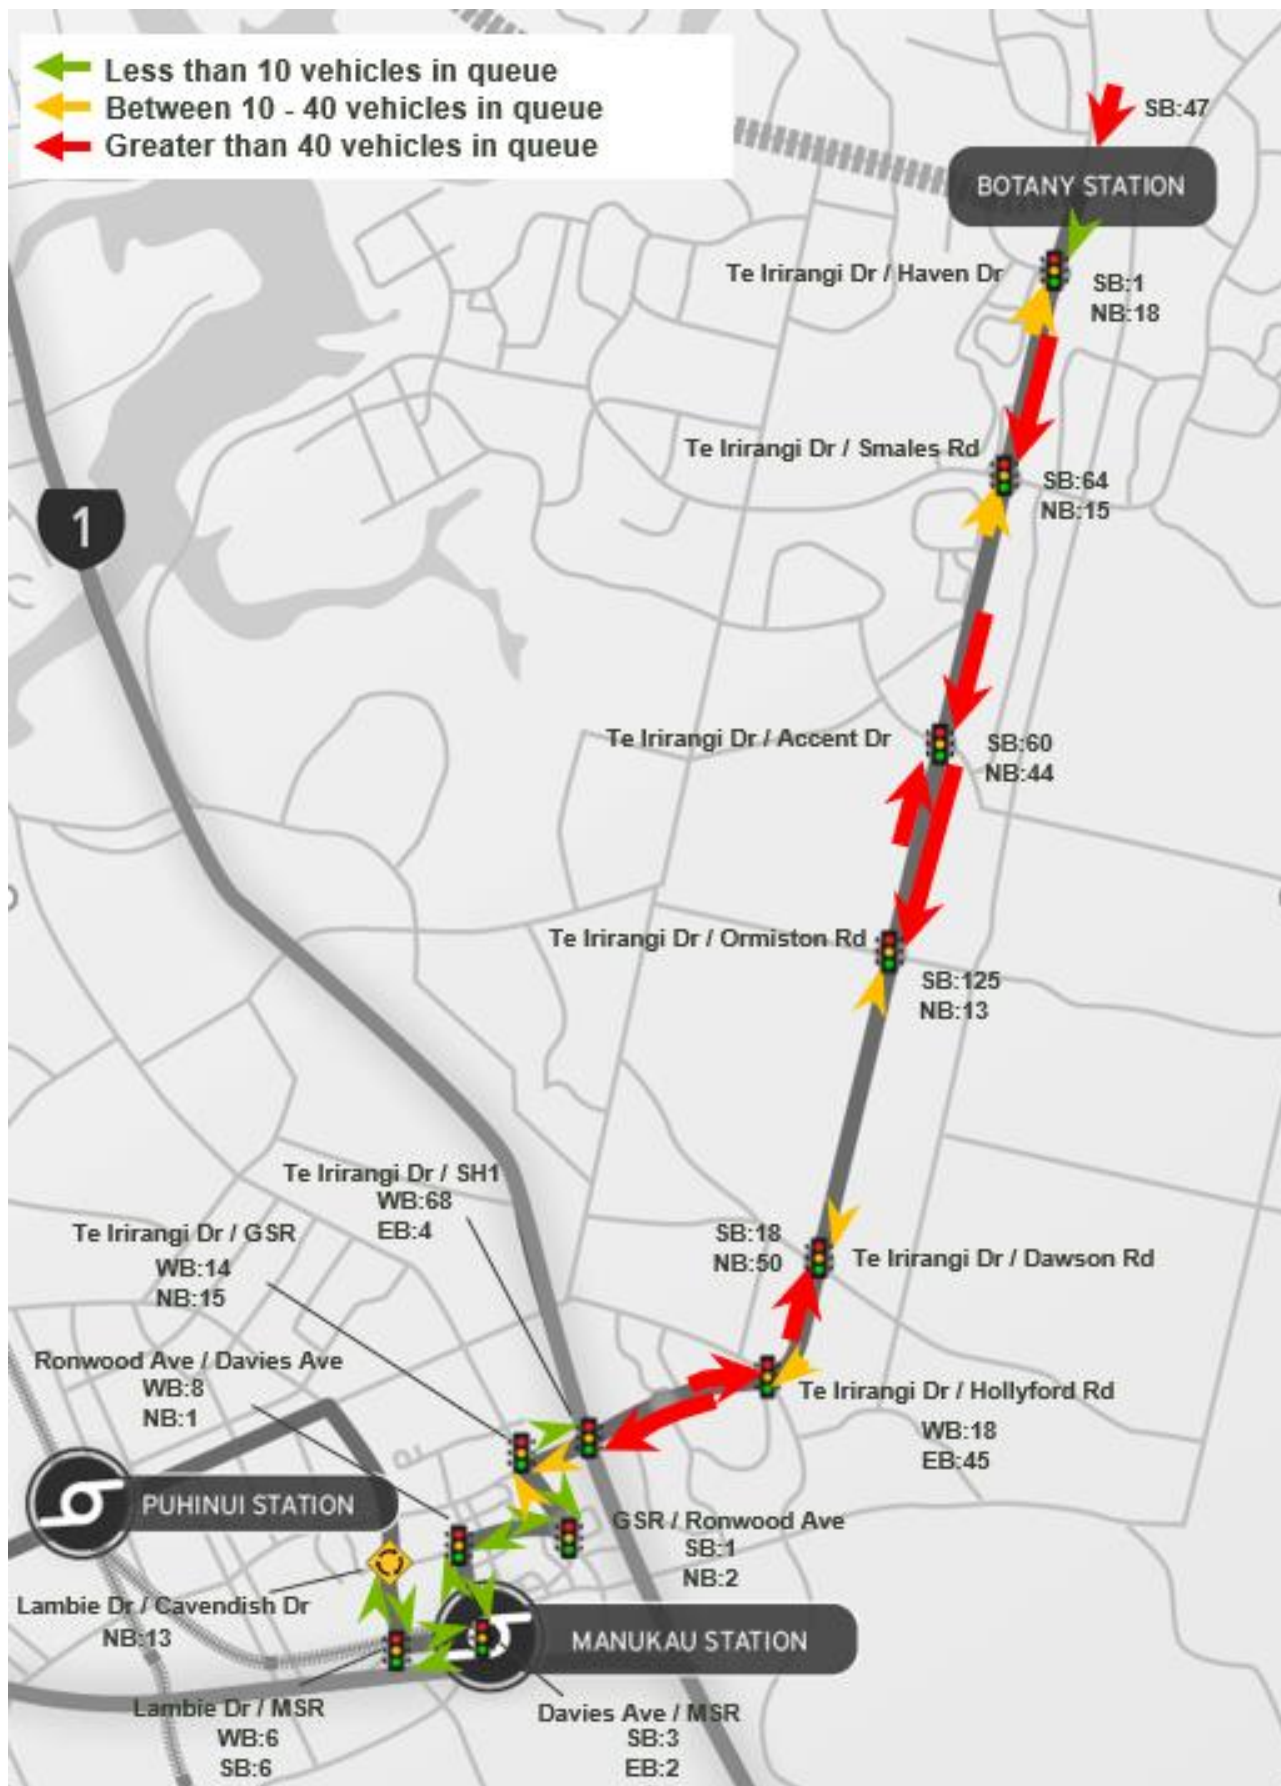 Less than 10 vehicles in queue
Between 10 - 40 vehicles in queue
Greater than 40 vehicles in queue
SB:47
BOTANY STATION
Te Irirangi Dr / Haven Dr
SB:1
NB:18
Te Irirangi Dr / Smales Rd
SB:64
NB:15
1
Te Irirangi Dr / Accent Dr
SB:60
NB:44
Te Irirangi Dr / Ormiston Rd
SB:125
NB:13
Te Irirangi Dr / SH1
WB:68
EB:4
Te Irirangi Dr / GSR
WB:14
NB:15
SB:18
NB:50
Te Irirangi Dr / Dawson Rd
Ronwood Ave / Davies Ave
WB:8
NB:1
Te Irirangi Dr / Hollyford Rd
WB:18
EB:45
PUHINUI STATION
GSR / Ronwood Ave
SB:1
NB:2
Lambie Dr / Cavendish Dr
NB:13
MANUKAU STATION
Lambie Dr / MSR
WB:6
SB:6
Davies Ave / MSR
SB:3
EB:2